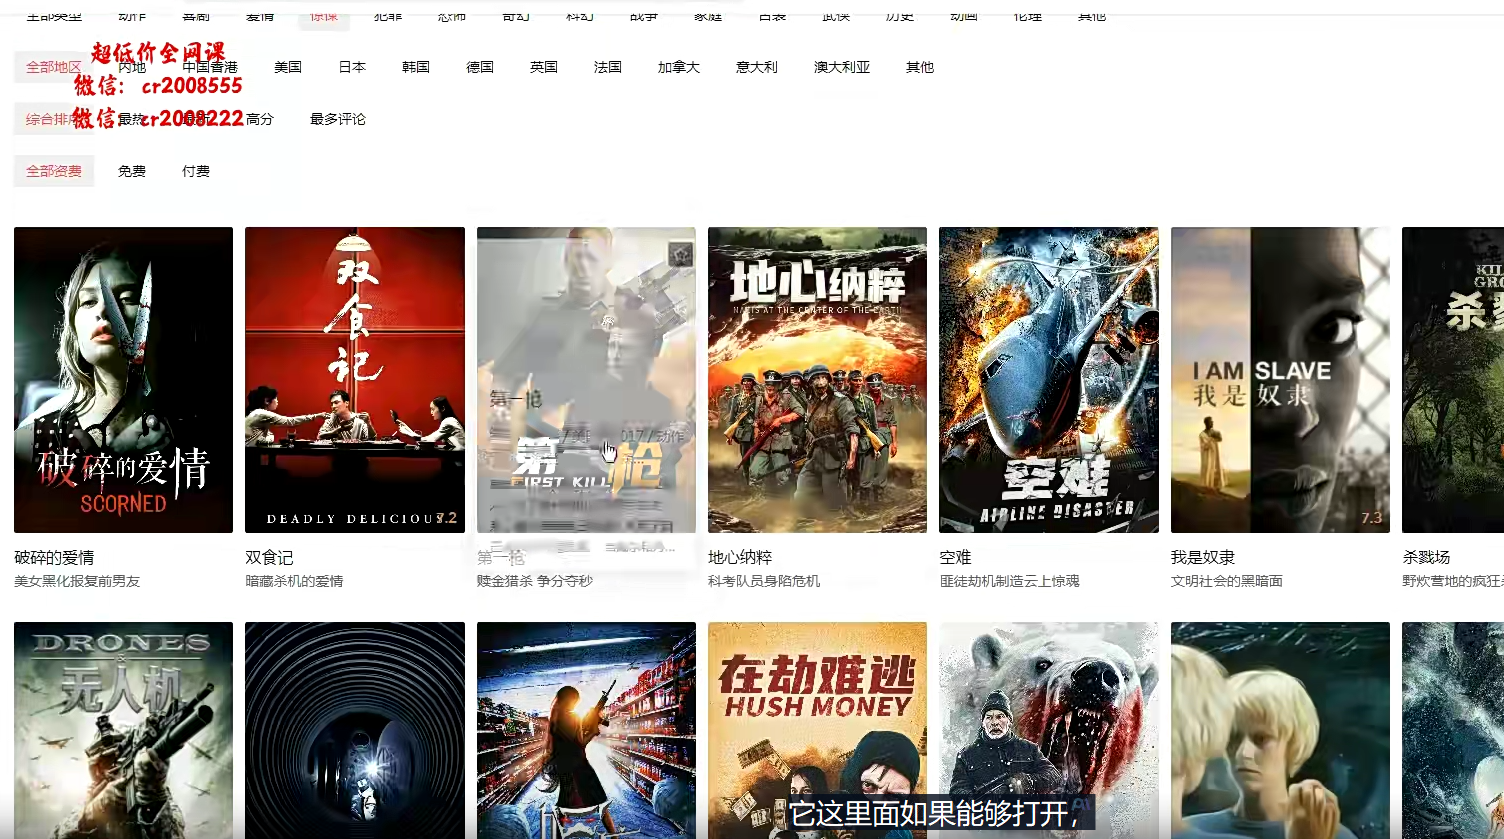 全部类型 动作 喜剧 爱情 惊悚 犯罪 恐怖 奇幻 科幻 战争 家庭 古装 武侠 历史 动画 伦理 其他
超低价全网课
全部地区 内地 中国香港 美国 日本 韩国 德国 英国 法国 加拿大 意大利 澳大利亚 其他
微信：cr2008555
微信：cr2008222
综合排序 最热 最新 高分 最多评论
全部资费 免费 付费
破碎的爱情
SCORNED
双食记
DEADLY DELICIOUS
7.2
第一枪
017/动作
第一枪
FIRST KILL
地心纳粹
NAZIS AT THE CENTER OF THE EARTH
空难
AIRLINE DISASTER
I AM SLAVE
我是奴隶
7.3
破碎的爱情 双食记 第一枪 地心纳粹 空难 我是奴隶 杀戮场
美女黑化报复前男友 暗藏杀机的爱情 赎金猎杀 争分夺秒 科考队员身陷危机 匪徒劫机制造云上惊魂 文明社会的黑暗面 野炊营地的疯狂
DRONES
无人机
在劫难逃
HUSH MONEY
它这里面如果能够打开，